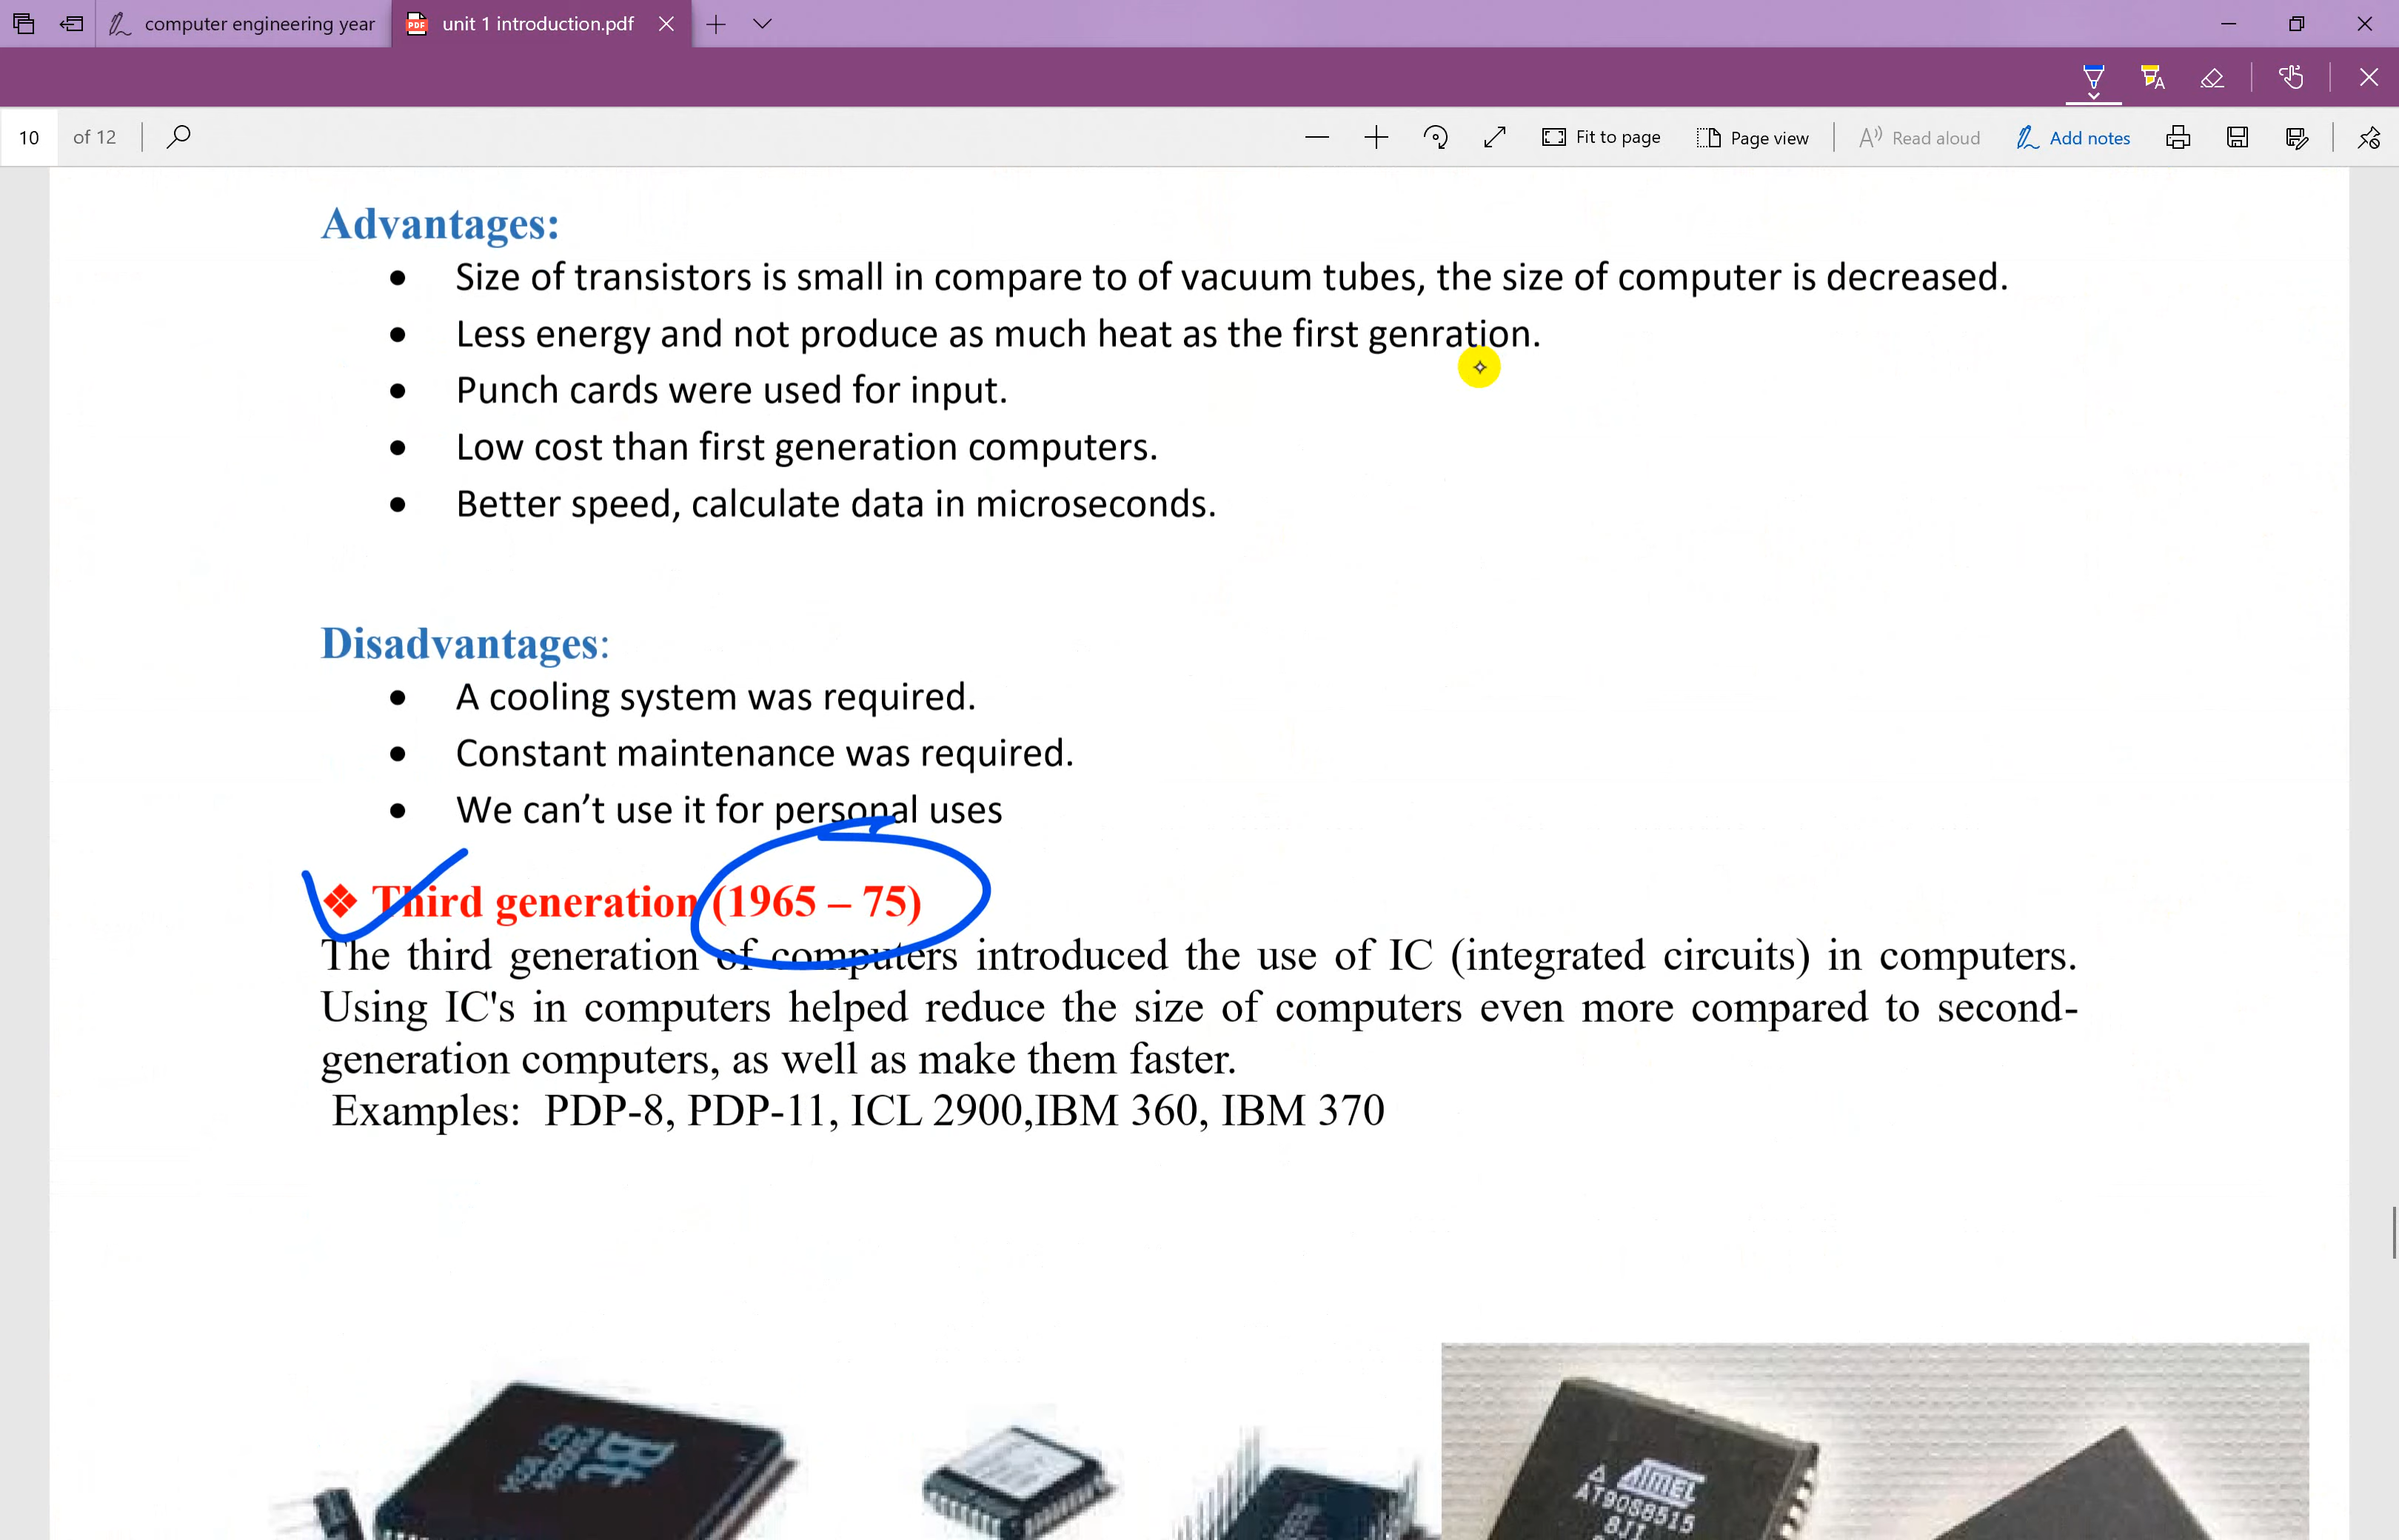 computer engineering year
unit 1 introduction.pdf
10 of 12
Fit to page
Page view
Read aloud
Add notes
Advantages:
• Size of transistors is small in compare to of vacuum tubes, the size of computer is decreased.
• Less energy and not produce as much heat as the first genration.
• Punch cards were used for input.
• Low cost than first generation computers.
• Better speed, calculate data in microseconds.
Disadvantages:
• A cooling system was required.
• Constant maintenance was required.
• We can’t use it for personal uses
❖ Third generation (1965 – 75)
The third generation of computers introduced the use of IC (integrated circuits) in computers.
Using IC's in computers helped reduce the size of computers even more compared to second-
generation computers, as well as make them faster.
Examples: PDP-8, PDP-11, ICL 2900,IBM 360, IBM 370
Bt
ATMEL
AT90S8515
8JI